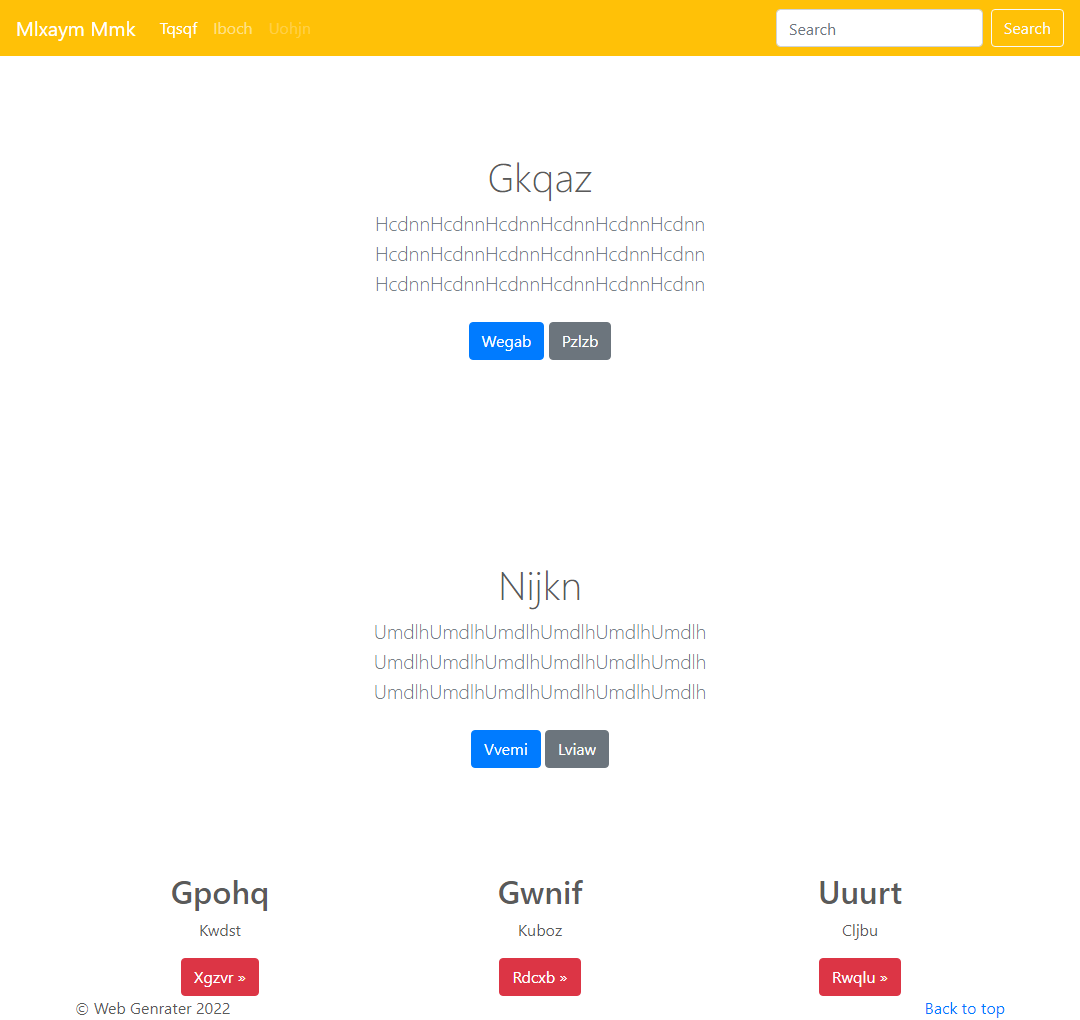 Mlxaym Mmk Tqsqf Iboch Uohjn Search Search
Gkqaz
HcdnnHcdnnHcdnnHcdnnHcdnnHcdnn
HcdnnHcdnnHcdnnHcdnnHcdnnHcdnn
HcdnnHcdnnHcdnnHcdnnHcdnnHcdnn
Wegab Pzlzb
Nijkn
UmdlhUmdlhUmdlhUmdlhUmdlhUmdlh
UmdlhUmdlhUmdlhUmdlhUmdlhUmdlh
UmdlhUmdlhUmdlhUmdlhUmdlhUmdlh
Vvemi Lviaw
Gpohq Gwnif Uuurt
Kwdst Kuboz Cljbu
Xgzvr » Rdcxb » Rwqlu »
© Web Genrater 2022 Back to top